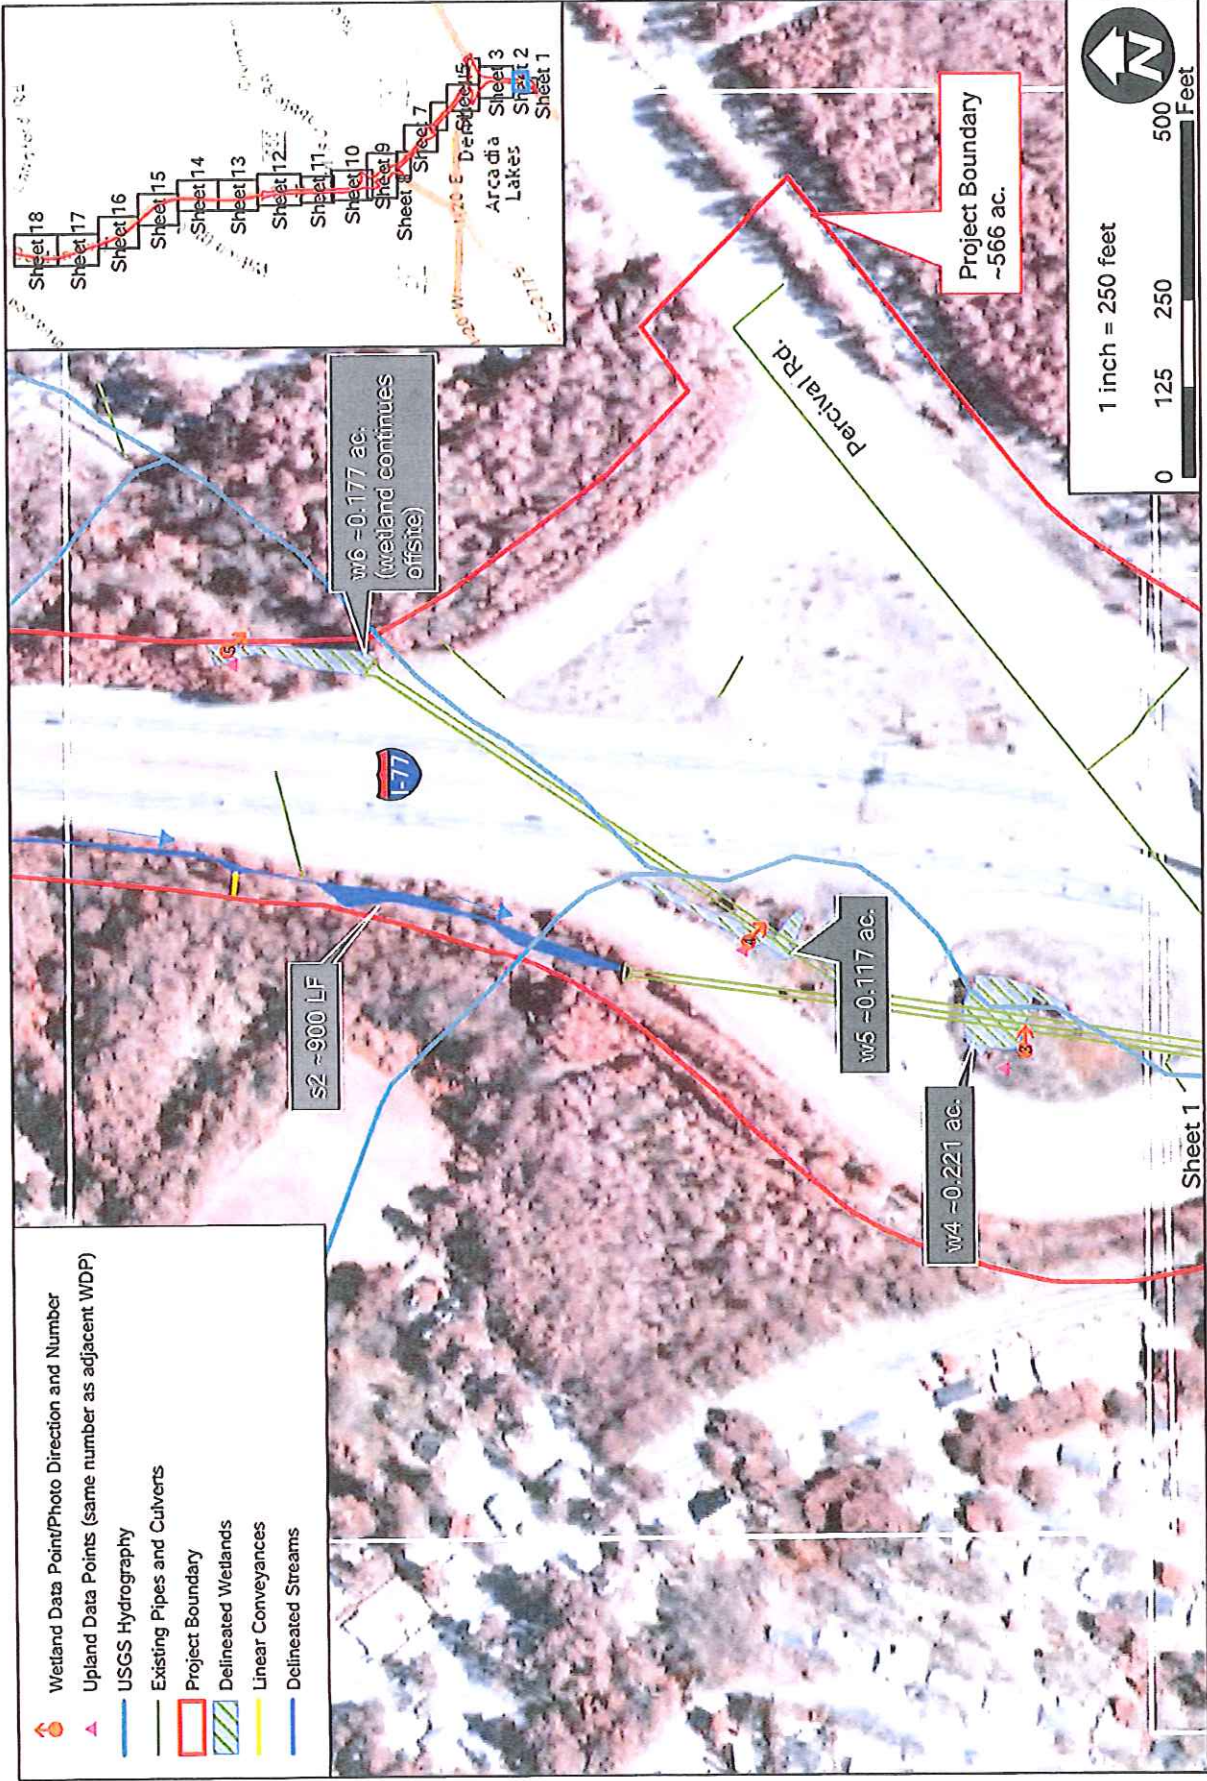 Wetland Data Point/Photo Direction and Number
Upland Data Points (same number as adjacent WDP)
USGS Hydrography
Existing Pipes and Culverts
Project Boundary
Delineated Wetlands
Linear Conveyances
Delineated Streams
s2 ~900 LF
I-77
w6 ~0.177 ac.
(wetland continues
offsite)
5
4
3
w5 ~0.117 ac.
w4 ~0.221 ac.
Percival Rd.
Project Boundary
~566 ac.
Sheet 1
Sheet 18
Sheet 17
Sheet 16
Sheet 15
Sheet 14
Sheet 13
Sheet 12
Sheet 11
Sheet 10
Sheet 9
Sheet 7
Sheet 3
Sheet 2
Sheet 1
Arcadia
Lakes
N
1 inch = 250 feet
0 125 250 500
Feet